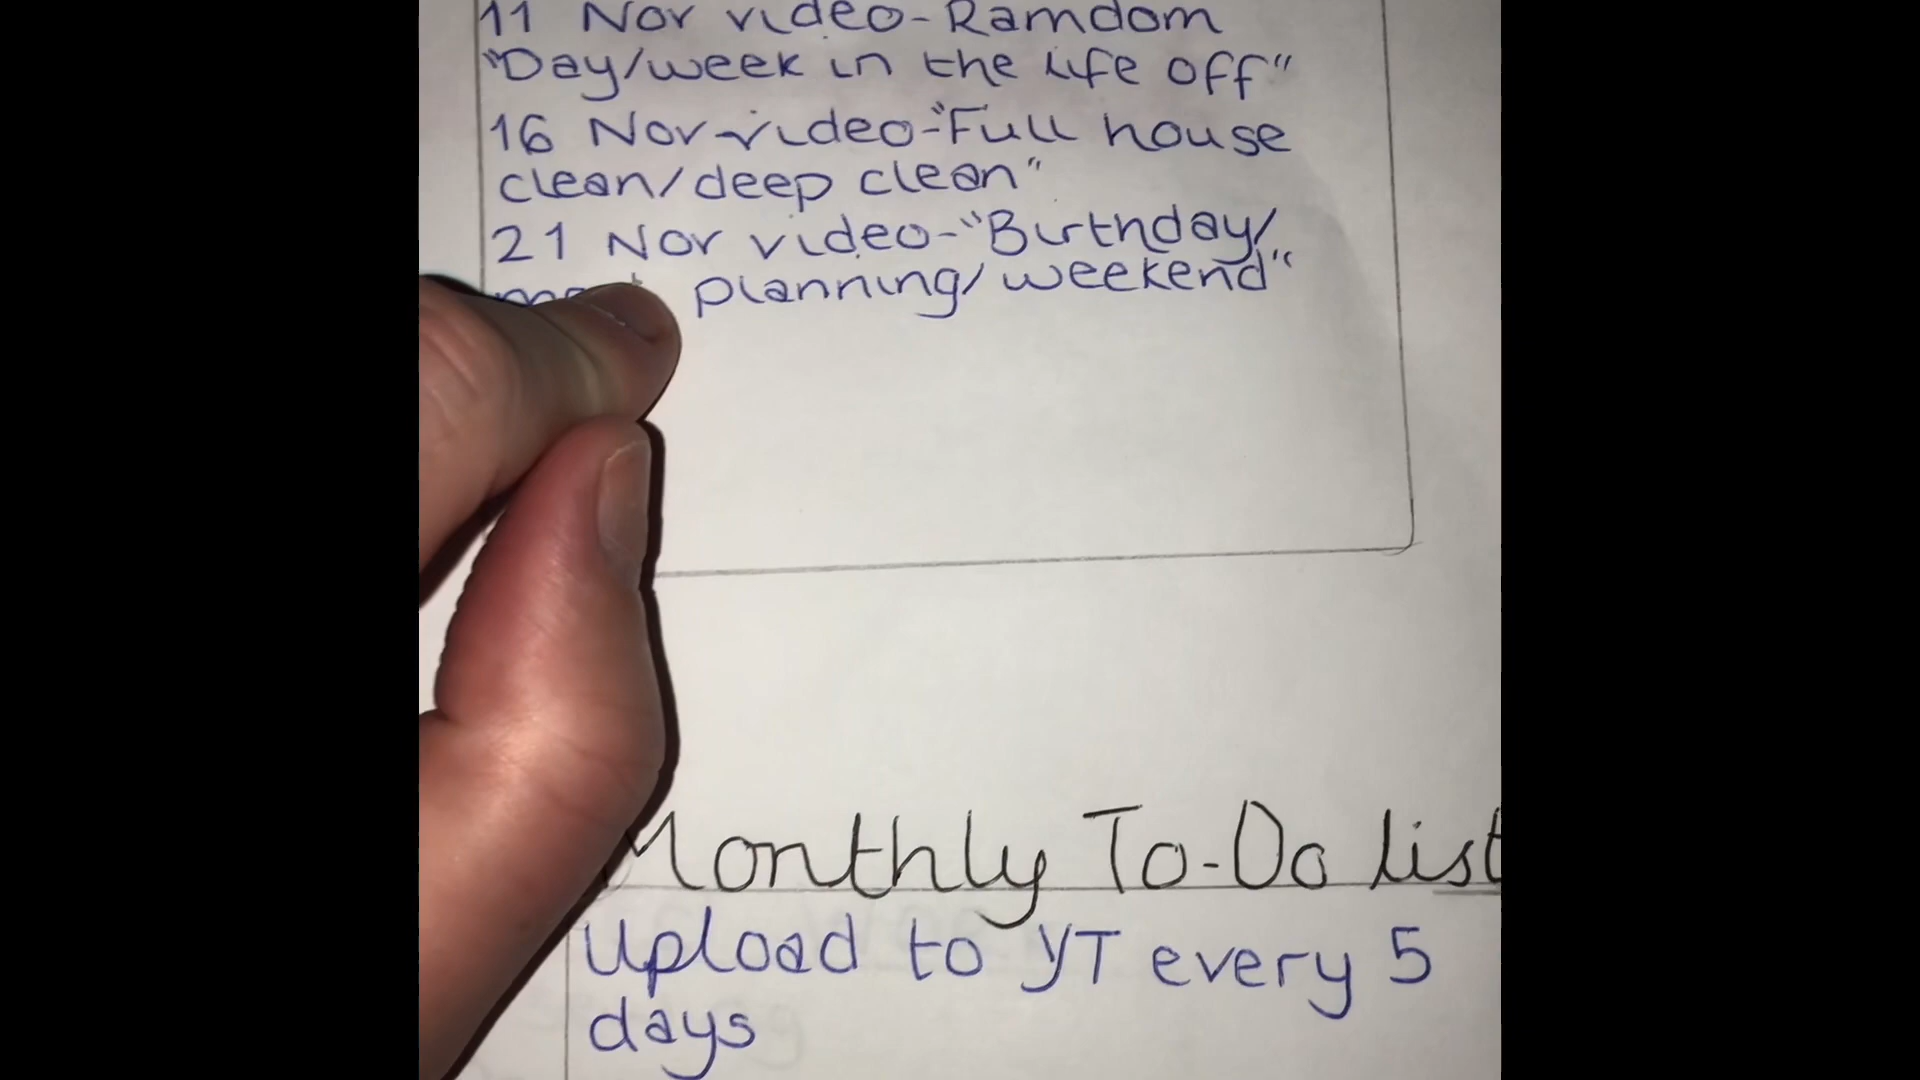 11 Nov video-Ramdom
"Day/week in the life off"
16 Nov video-"Full house
clean/deep clean"
21 Nov video-"Birthday/
planning/weekend"
Monthly To-Do list
Upload to YT every 5
days